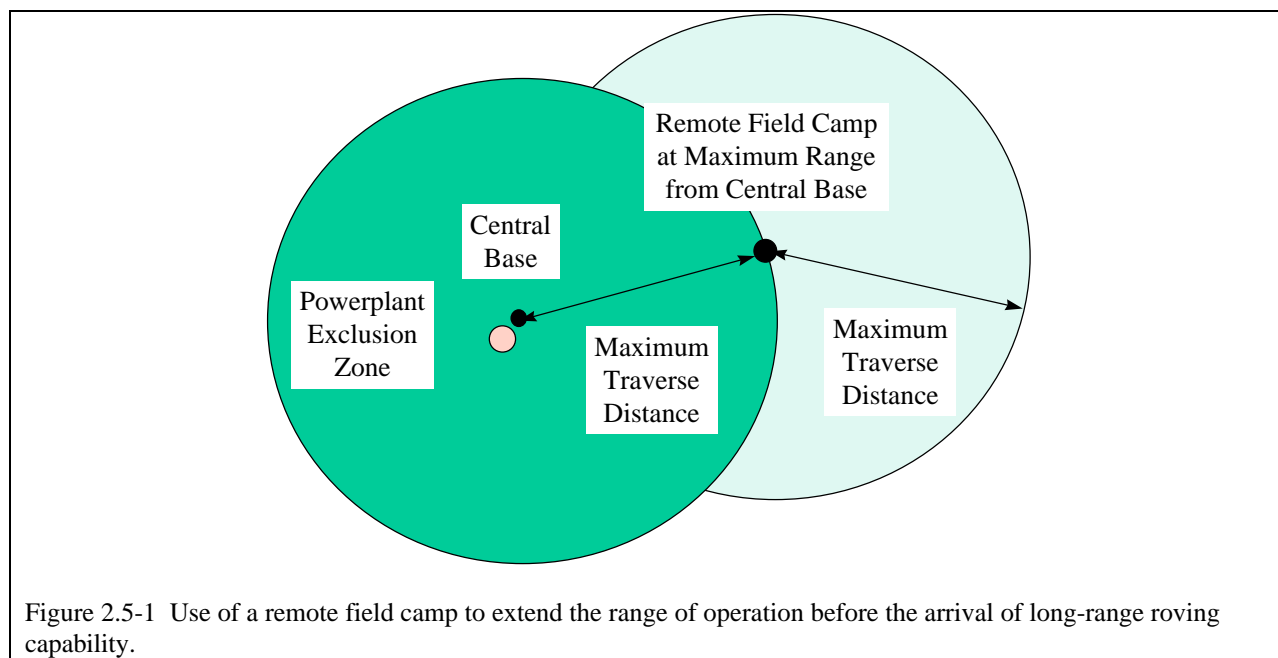 Remote Field Camp
at Maximum Range
from Central Base
Central
Base
Powerplant
Exclusion
Zone
Maximum
Traverse
Distance
Maximum
Traverse
Distance
Figure 2.5-1  Use of a remote field camp to extend the range of operation before the arrival of long-range roving
capability.